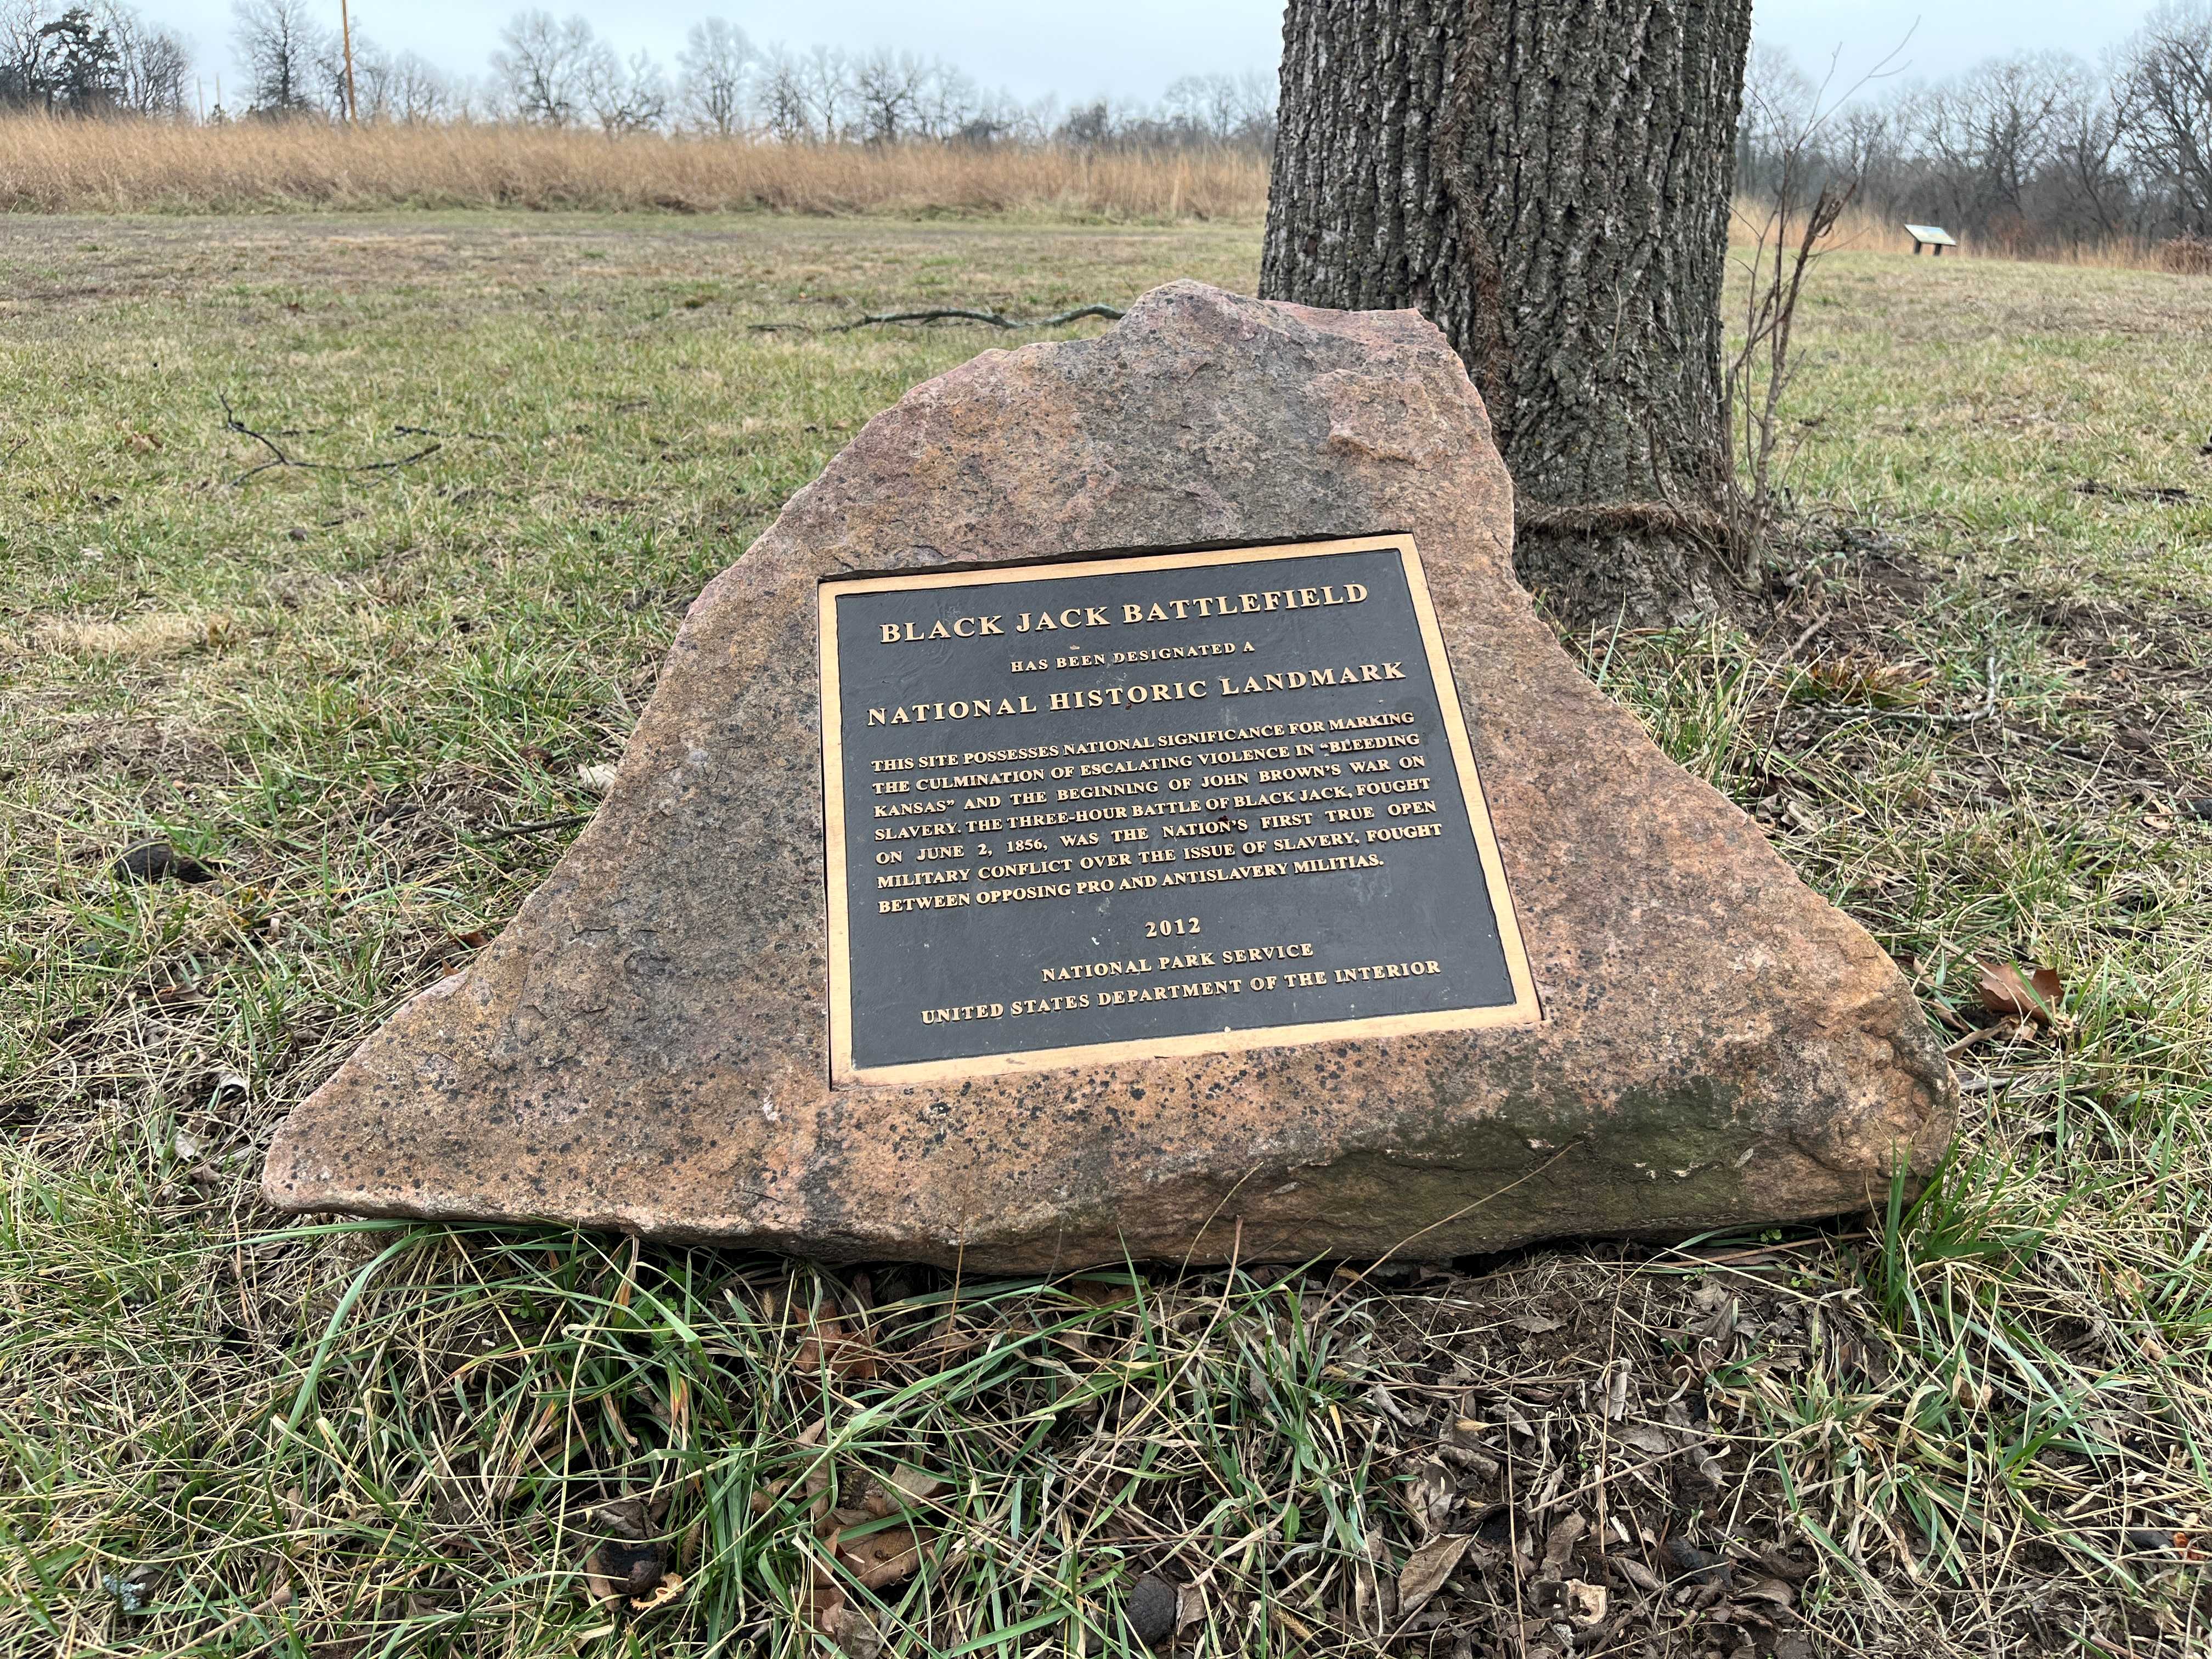 BLACK JACK BATTLEFIELD
HAS BEEN DESIGNATED A
NATIONAL HISTORIC LANDMARK
THIS SITE POSSESSES NATIONAL SIGNIFICANCE FOR MARKING
THE CULMINATION OF ESCALATING VIOLENCE IN “BLEEDING
KANSAS” AND THE BEGINNING OF JOHN BROWN’S WAR ON
SLAVERY. THE THREE-HOUR BATTLE OF BLACK JACK, FOUGHT
ON JUNE 2, 1856, WAS THE NATION’S FIRST TRUE OPEN
MILITARY CONFLICT OVER THE ISSUE OF SLAVERY, FOUGHT
BETWEEN OPPOSING PRO AND ANTISLAVERY MILITIAS.
2012
NATIONAL PARK SERVICE
UNITED STATES DEPARTMENT OF THE INTERIOR